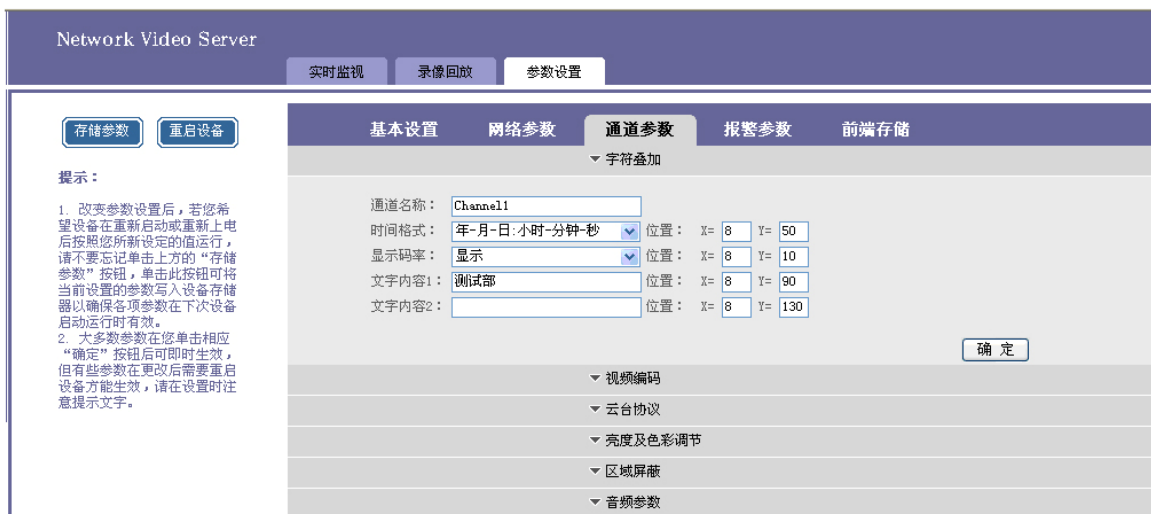 Network Video Server
实时监视 录像回放 参数设置
存储参数 重启设备
提示：
1. 改变参数设置后，若您希
望设备在重新启动或重新上电
后按照您所新设定的值运行，
请不要忘记单击上方的“存储
参数”按钮，单击此按钮可将
当前设置的参数写入设备存储
器以确保各项参数在下次设备
启动运行时有效。
2. 大多数参数在您单击相应
“确定”按钮后可即时生效，
但有些参数在更改后需要重启
设备方能生效，请在设置时注
意提示文字。
基本设置 网络参数 通道参数 报警参数 前端存储
字符叠加
通道名称： Channel1
时间格式： 年-月-日:小时-分钟-秒 位置： X= 8 Y= 50
显示码率： 显示 位置： X= 8 Y= 10
文字内容1： 测试部 位置： X= 8 Y= 90
文字内容2： 位置： X= 8 Y= 130
确 定
视频编码
云台协议
亮度及色彩调节
区域屏蔽
音频参数